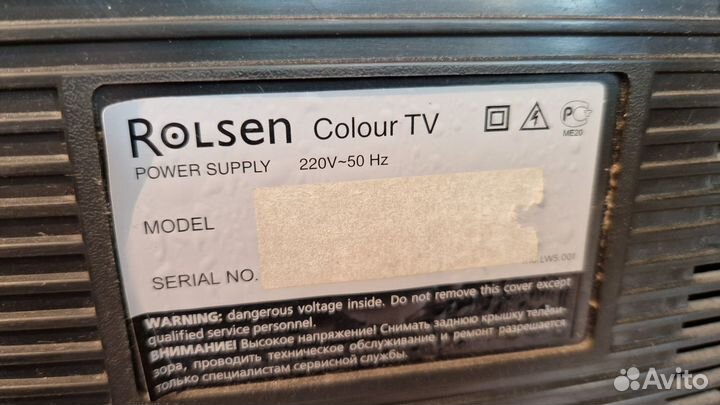 ROLSEN Colour TV
POWER SUPPLY 220V~50 Hz
ME20
MODEL
SERIAL NO.
LWS.001
WARNING: dangerous voltage inside. Do not remove this cover except
qualified service personnel.
ВНИМАНИЕ! Высокое напряжение! Снимать заднюю крышку телеви-
зора, проводить техническое обслуживание и ремонт разрешается
только специалистам сервисной службы.
Avito